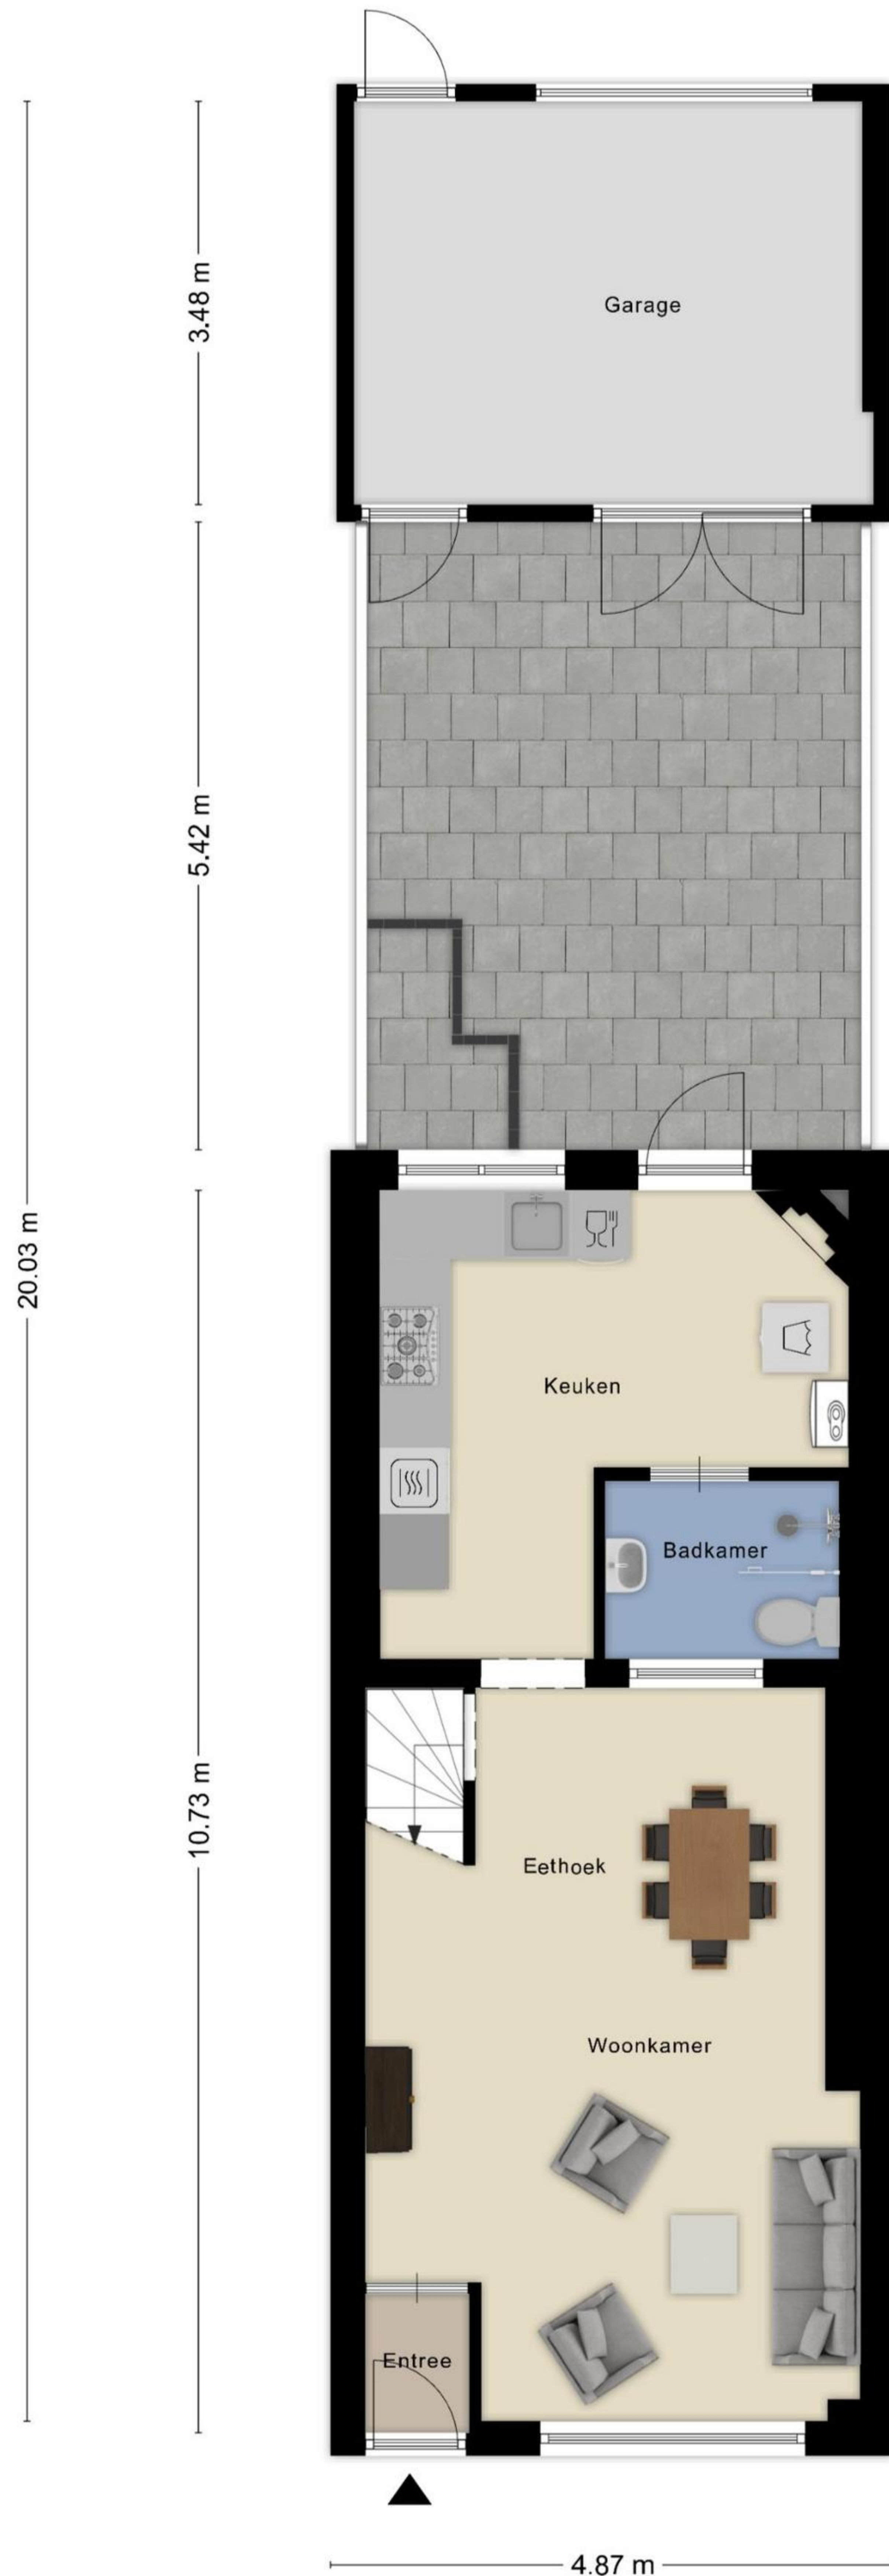 Garage
3.48 m
5.42 m
20.03 m
Keuken
Badkamer
10.73 m
Eethoek
Woonkamer
Entree
4.87 m